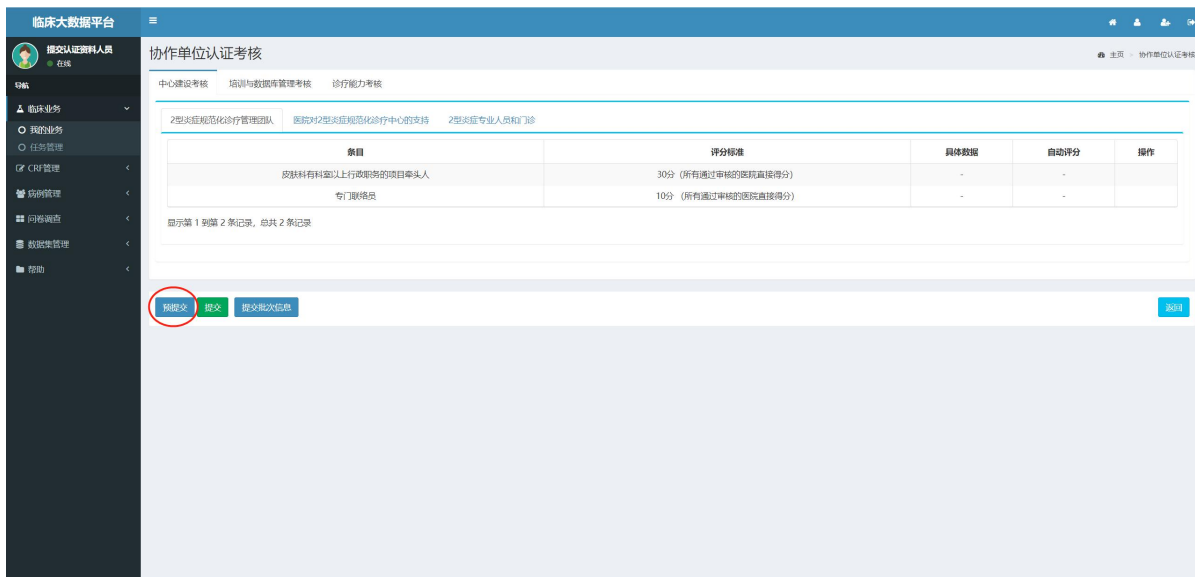 临床大数据平台
提交认证资料人员
在线
导航
临床业务
我的业务
任务管理
CRF管理
病例管理
问卷调查
数据集管理
帮助
协作单位认证考核
主页 > 协作单位认证考核
中心建设考核 培训与数据库管理考核 诊疗能力考核
2型炎症规范化诊疗管理团队 医院对2型炎症规范化诊疗中心的支持 2型炎症专业人员和门诊
条目 评分标准 具体数据 自动评分 操作
皮肤科有科室以上行政职务的项目牵头人 30分（所有通过审核的医院直接得分） - -
专门联络员 10分（所有通过审核的医院直接得分） - -
显示第 1 到第 2 条记录，总共 2 条记录
预提交 提交 提交批次信息 返回